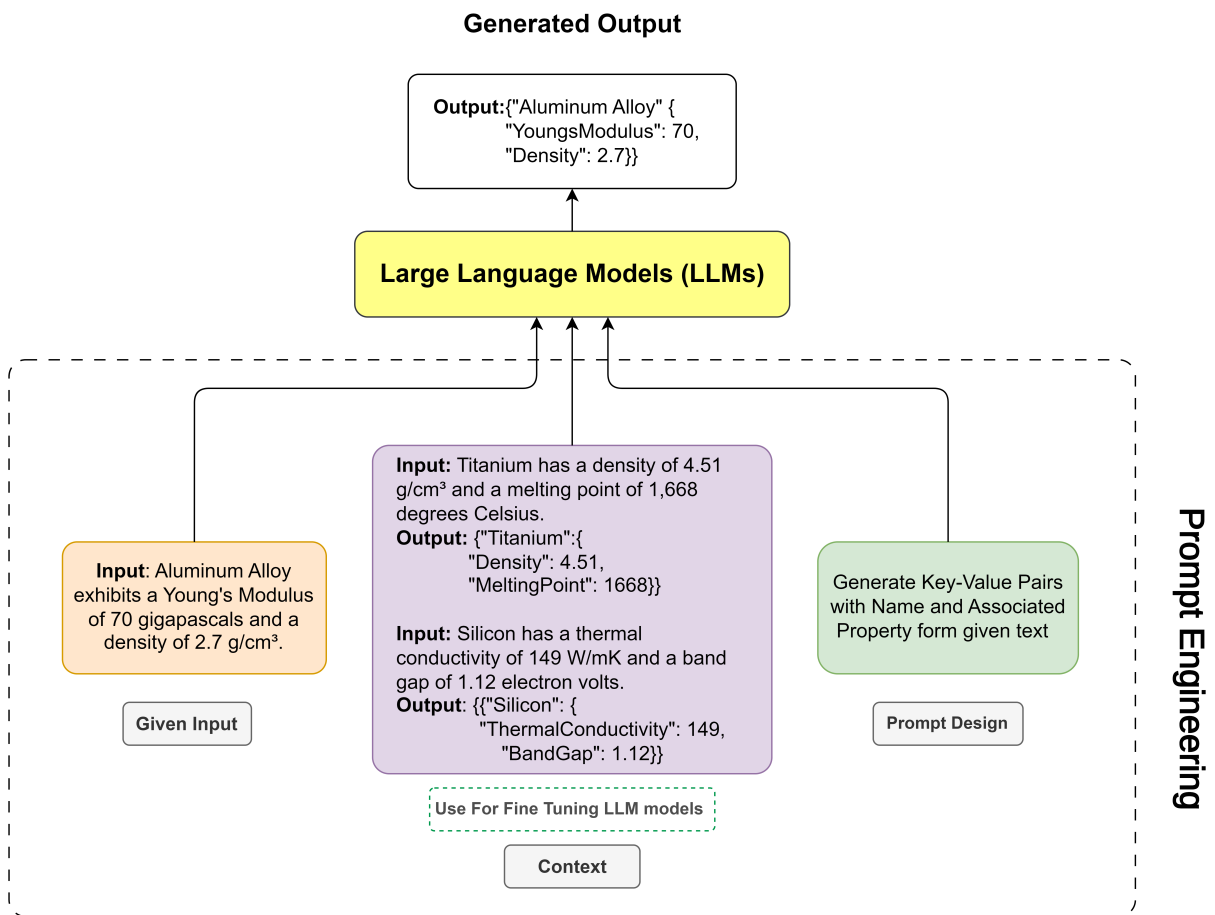 Generated Output
Output:{"Aluminum Alloy" {
"YoungsModulus": 70,
"Density": 2.7}}
Large Language Models (LLMs)
Input: Aluminum Alloy
exhibits a Young's Modulus
of 70 gigapascals and a
density of 2.7 g/cm³.
Given Input
Input: Titanium has a density of 4.51
g/cm³ and a melting point of 1,668
degrees Celsius.
Output: {"Titanium":{
"Density": 4.51,
"MeltingPoint": 1668}}
Input: Silicon has a thermal
conductivity of 149 W/mK and a band
gap of 1.12 electron volts.
Output: {{"Silicon": {
"ThermalConductivity": 149,
"BandGap": 1.12}}
Use For Fine Tuning LLM models
Context
Generate Key-Value Pairs
with Name and Associated
Property form given text
Prompt Design
Prompt Engineering